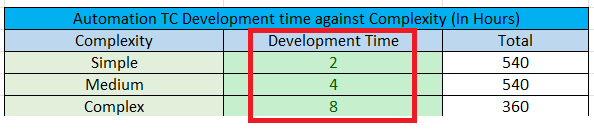 Automation TC Development time against Complexity (In Hours)
Complexity Development Time Total
Simple 2 540
Medium 4 540
Complex 8 360